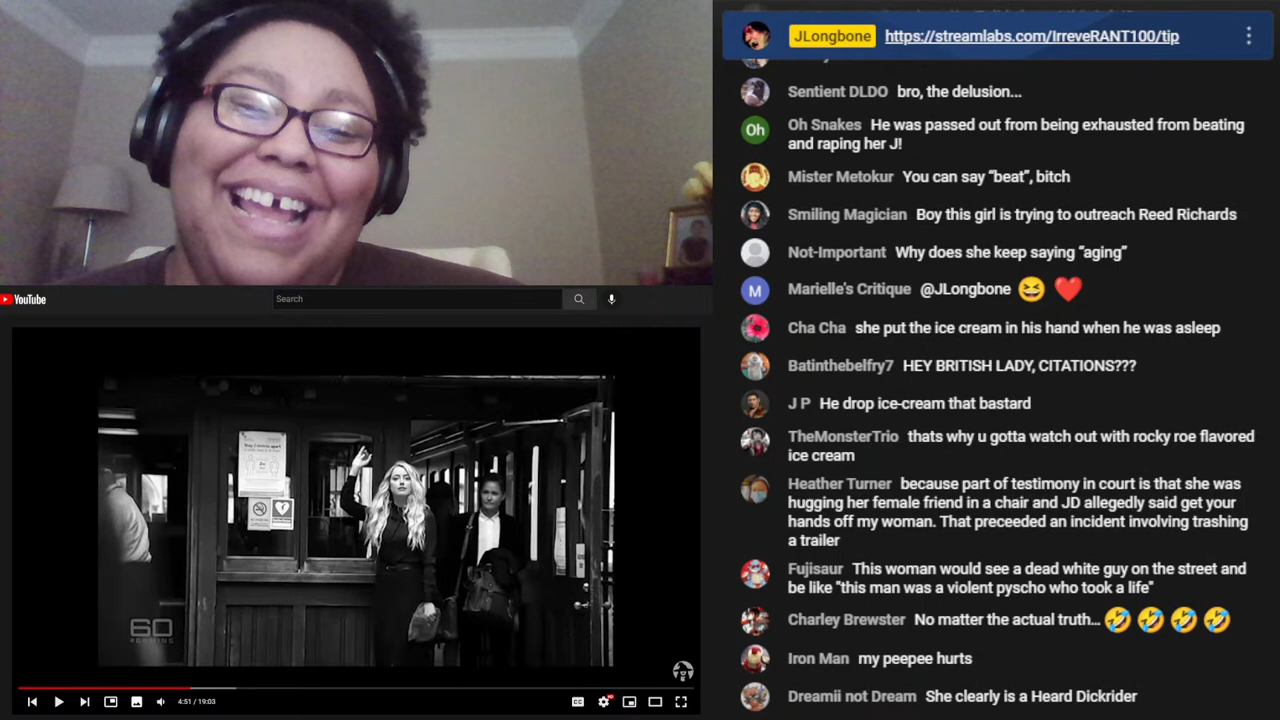 JLongbone https://streamlabs.com/IrreveRANT100/tip
Sentient DLDO bro, the delusion...
Oh
Oh Snakes He was passed out from being exhausted from beating
and raping her J!
Mister Metokur You can say “beat”, bitch
Smiling Magician Boy this girl is trying to outreach Reed Richards
Not-Important Why does she keep saying “aging”
M
Marielle's Critique @JLongbone 😆 ❤️
Cha Cha she put the ice cream in his hand when he was asleep
Batinthebelfry7 HEY BRITISH LADY, CITATIONS???
J P He drop ice-cream that bastard
TheMonsterTrio thats why u gotta watch out with rocky roe flavored
ice cream
Heather Turner because part of testimony in court is that she was
hugging her female friend in a chair and JD allegedly said get your
hands off my woman. That preceeded an incident involving trashing
a trailer
Fujisaur This woman would see a dead white guy on the street and
be like "this man was a violent pyscho who took a life"
Charley Brewster No matter the actual truth... 🤣 🤣 🤣 🤣
Iron Man my peepee hurts
Dreamii not Dream She clearly is a Heard Dickrider
YouTube
Search
60
4:51 / 19:03
CC
HD